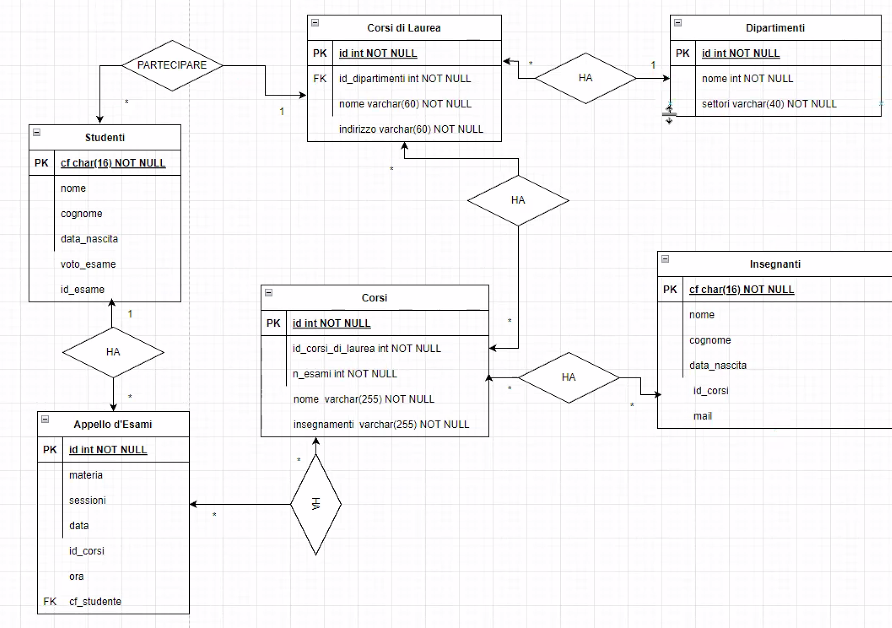 PARTECIPARE
*
1
Corsi di Laurea
PK id int NOT NULL
FK id_dipartimenti int NOT NULL
nome varchar(60) NOT NULL
indirizzo varchar(60) NOT NULL
*
HA
1
Dipartimenti
PK id int NOT NULL
nome int NOT NULL
settori varchar(40) NOT NULL
Studenti
PK cf char(16) NOT NULL
nome
cognome
data_nascita
voto_esame
id_esame
*
HA
*
Insegnanti
PK cf char(16) NOT NULL
nome
cognome
data_nascita
id_corsi
mail
Corsi
PK id int NOT NULL
id_corsi_di_laurea int NOT NULL
n_esami int NOT NULL
nome varchar(255) NOT NULL
insegnamenti varchar(255) NOT NULL
1
HA
*
*
HA
*
Appello d'Esami
PK id int NOT NULL
materia
sessioni
data
id_corsi
ora
FK cf_studente
*
HA
*